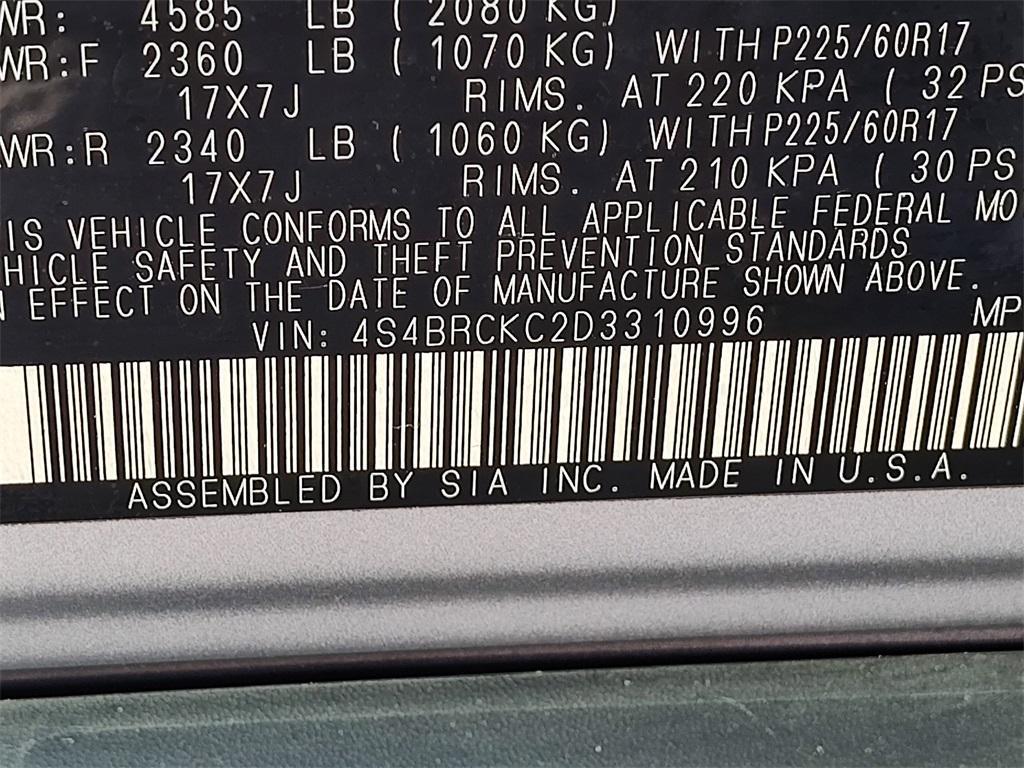 WR: 4585 LB ( 2080 KG)
WR:F 2360 LB ( 1070 KG) WITH P225/60R17
17X7J RIMS. AT 220 KPA ( 32 PS
WR:R 2340 LB ( 1060 KG) WITH P225/60R17
17X7J RIMS. AT 210 KPA ( 30 PS
IS VEHICLE CONFORMS TO ALL APPLICABLE FEDERAL MO
HICLE SAFETY AND THEFT PREVENTION STANDARDS
N EFFECT ON THE DATE OF MANUFACTURE SHOWN ABOVE.
VIN: 4S4BRCKC2D3310996 MP
ASSEMBLED BY SIA INC. MADE IN U.S.A.